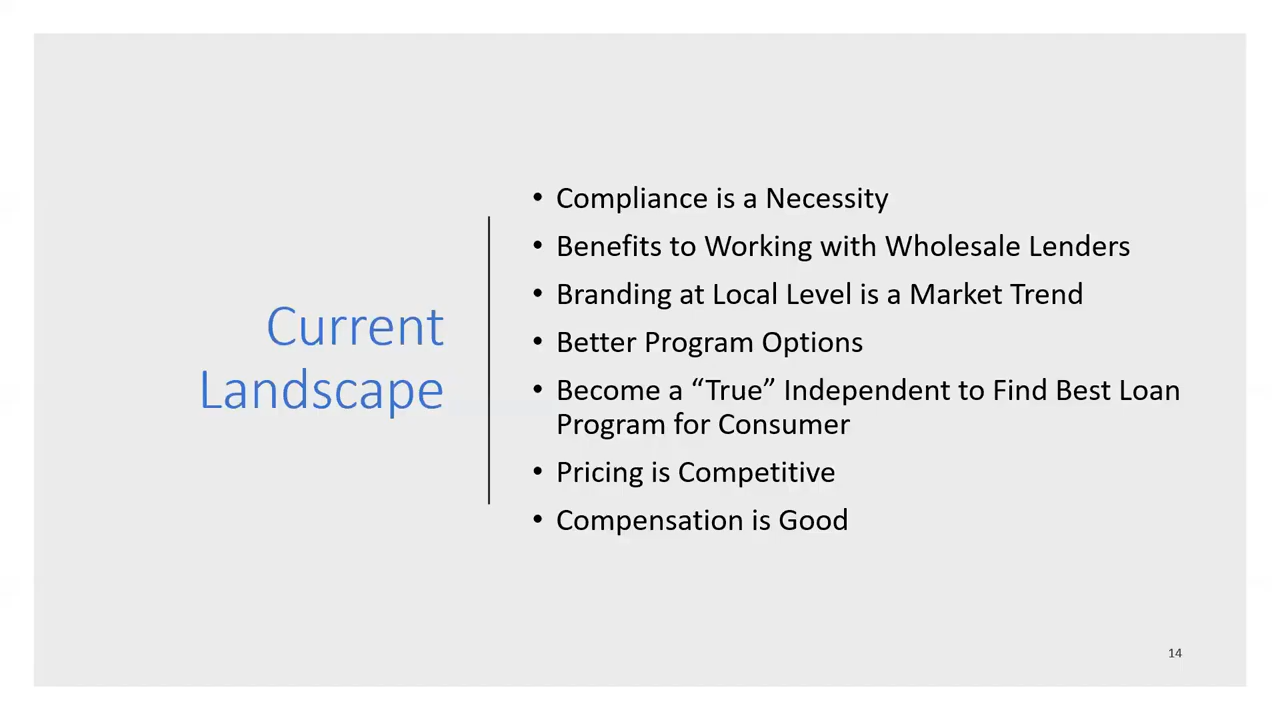 Current
Landscape
• Compliance is a Necessity
• Benefits to Working with Wholesale Lenders
• Branding at Local Level is a Market Trend
• Better Program Options
• Become a “True” Independent to Find Best Loan
Program for Consumer
• Pricing is Competitive
• Compensation is Good
14